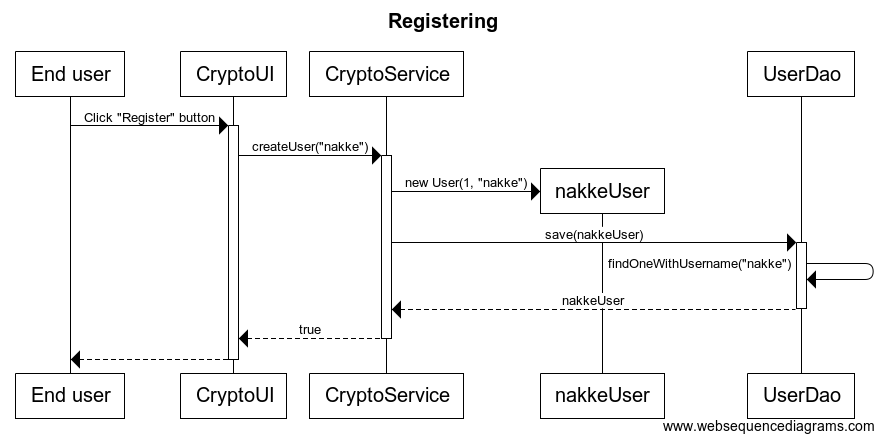 Registering
End user
CryptoUI
CryptoService
UserDao
Click "Register" button
createUser("nakke")
new User(1, "nakke")
nakkeUser
save(nakkeUser)
findOneWithUsername("nakke")
nakkeUser
true
End user
CryptoUI
CryptoService
nakkeUser
UserDao
www.websequencediagrams.com